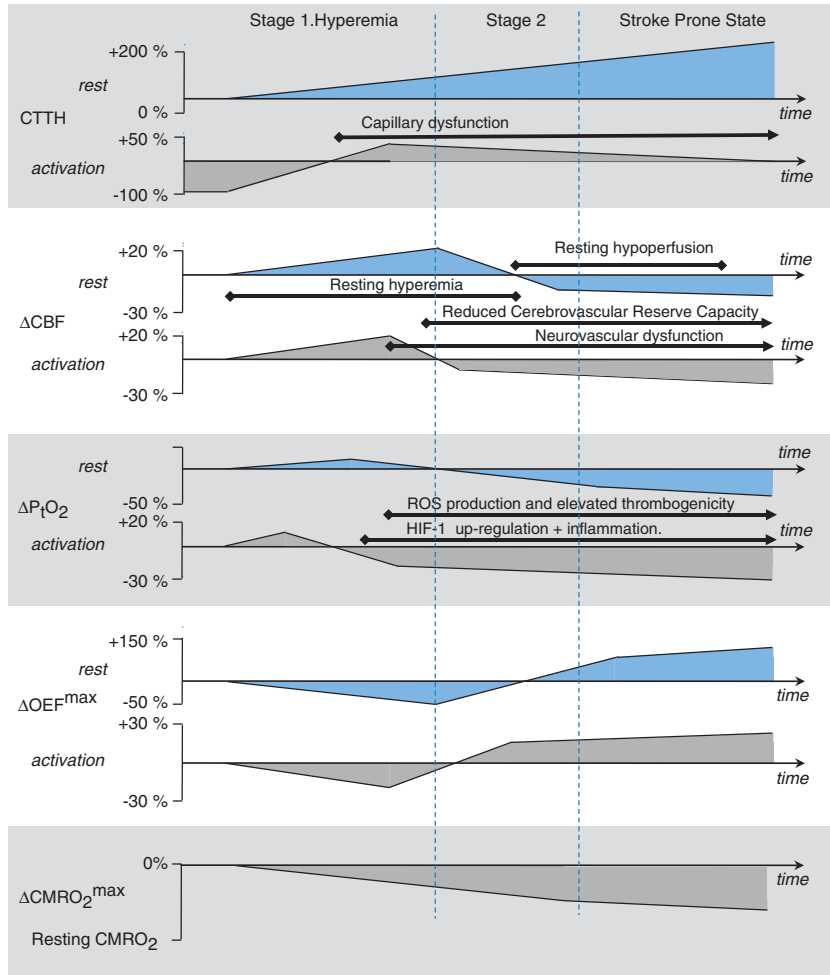 Stage 1.Hyperemia Stage 2 Stroke Prone State
+200 %
rest
0 %
time
CTTH
Capillary dysfunction
+50 %
activation
time
-100 %
+20 %
Resting hypoperfusion
time
rest
Resting hyperemia
-30 %
Reduced Cerebrovascular Reserve Capacity
ΔCBF
+20 %
Neurovascular dysfunction
time
activation
-30 %
time
rest
-50 %
ROS production and elevated thrombogenicity
ΔPtO2
+20 %
HIF-1 up-regulation + inflammation.
time
activation
-30 %
+150 %
rest
time
-50 %
ΔOEFmax
+30 %
activation
time
-30 %
0%
time
ΔCMRO2max
Resting CMRO2